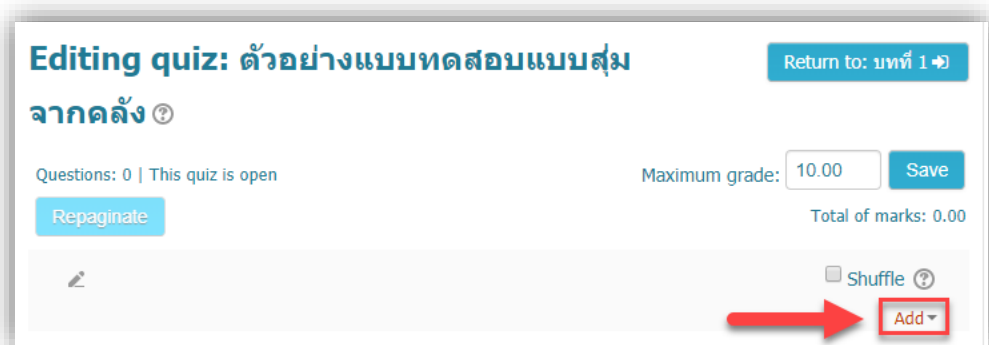 Editing quiz: ตัวอย่างแบบทดสอบแบบสุ่ม
จากคลัง
Return to: บทที่ 1
Questions: 0 | This quiz is open
Maximum grade: 10.00 Save
Repaginate
Total of marks: 0.00
Shuffle
Add